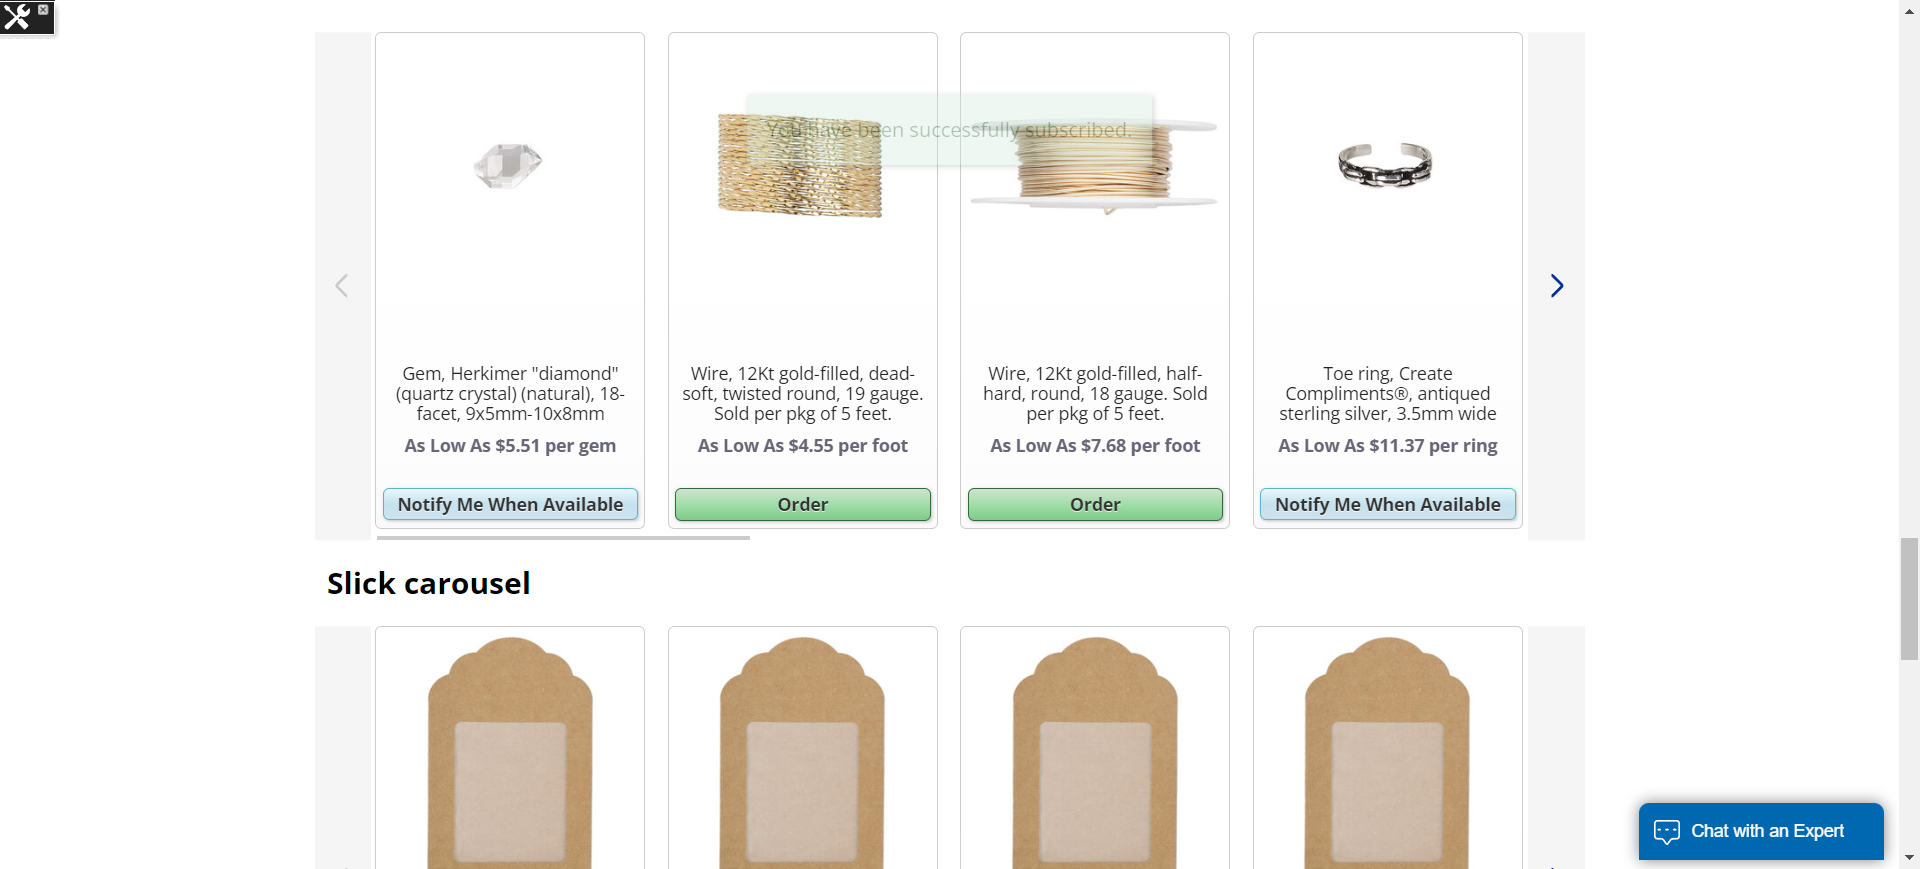 You have been successfully subscribed.
Gem, Herkimer "diamond"
(quartz crystal) (natural), 18-
facet, 9x5mm-10x8mm
As Low As $5.51 per gem
Notify Me When Available
Wire, 12Kt gold-filled, dead-
soft, twisted round, 19 gauge.
Sold per pkg of 5 feet.
As Low As $4.55 per foot
Order
Wire, 12Kt gold-filled, half-
hard, round, 18 gauge. Sold
per pkg of 5 feet.
As Low As $7.68 per foot
Order
Toe ring, Create
Compliments®, antiqued
sterling silver, 3.5mm wide
As Low As $11.37 per ring
Notify Me When Available
Slick carousel
Chat with an Expert